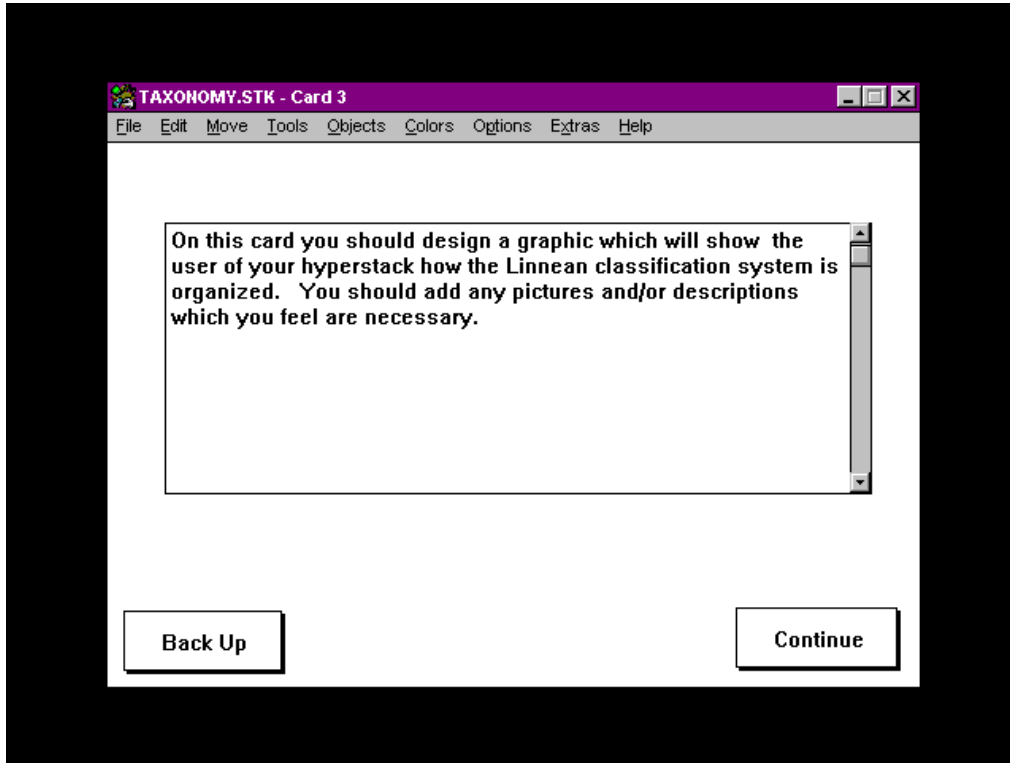 TAXONOMY.STK - Card 3
File Edit Move Tools Objects Colors Options Extras Help
On this card you should design a graphic which will show  the
user of your hyperstack how the Linnean classification system is
organized.   You should add any pictures and/or descriptions
which you feel are necessary.
Back Up
Continue